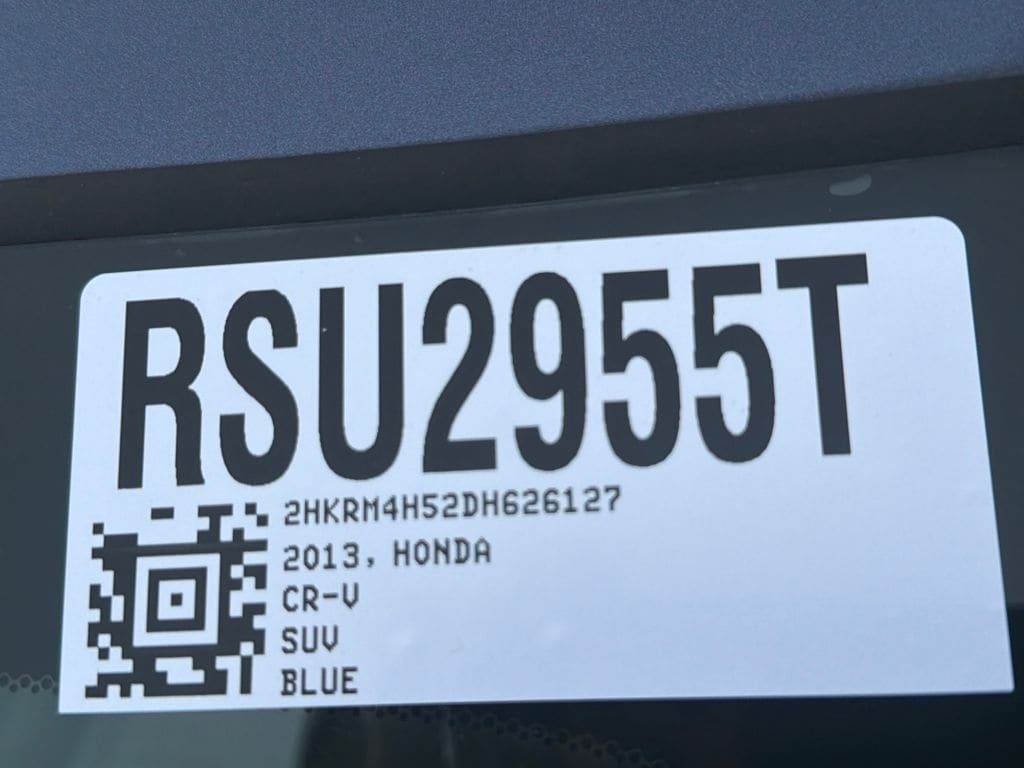 RSU2955T
2HKRM4H52DH626127
2013, HONDA
CR-V
SUV
BLUE